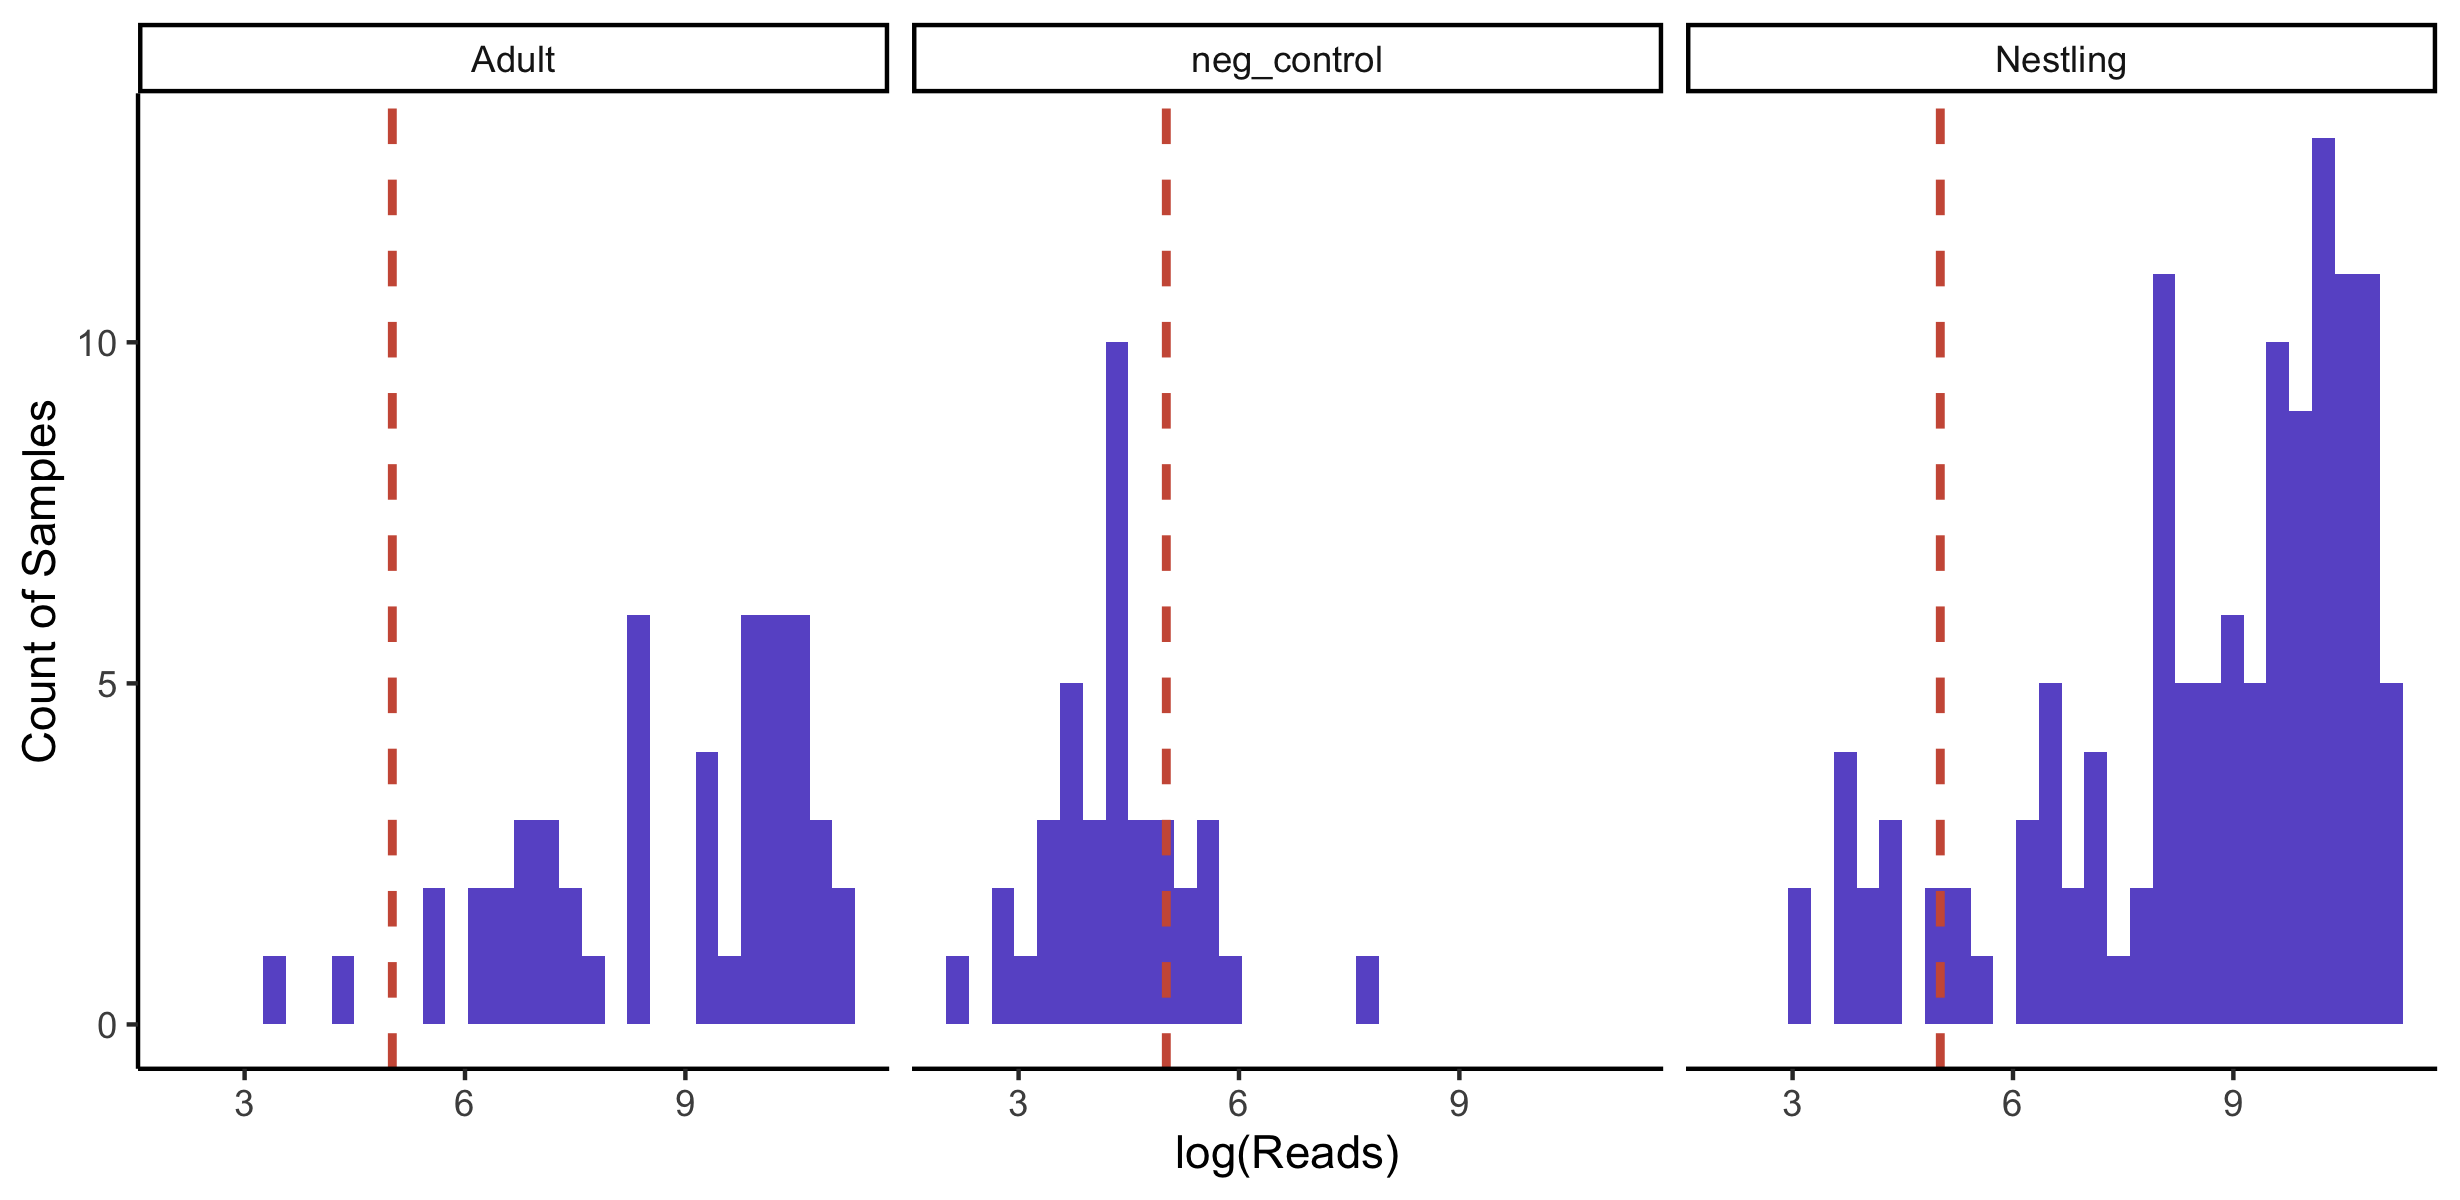 Adult
neg_control
Nestling
Count of Samples
10
5
0
3 6 9
3 6 9
3 6 9
log(Reads)